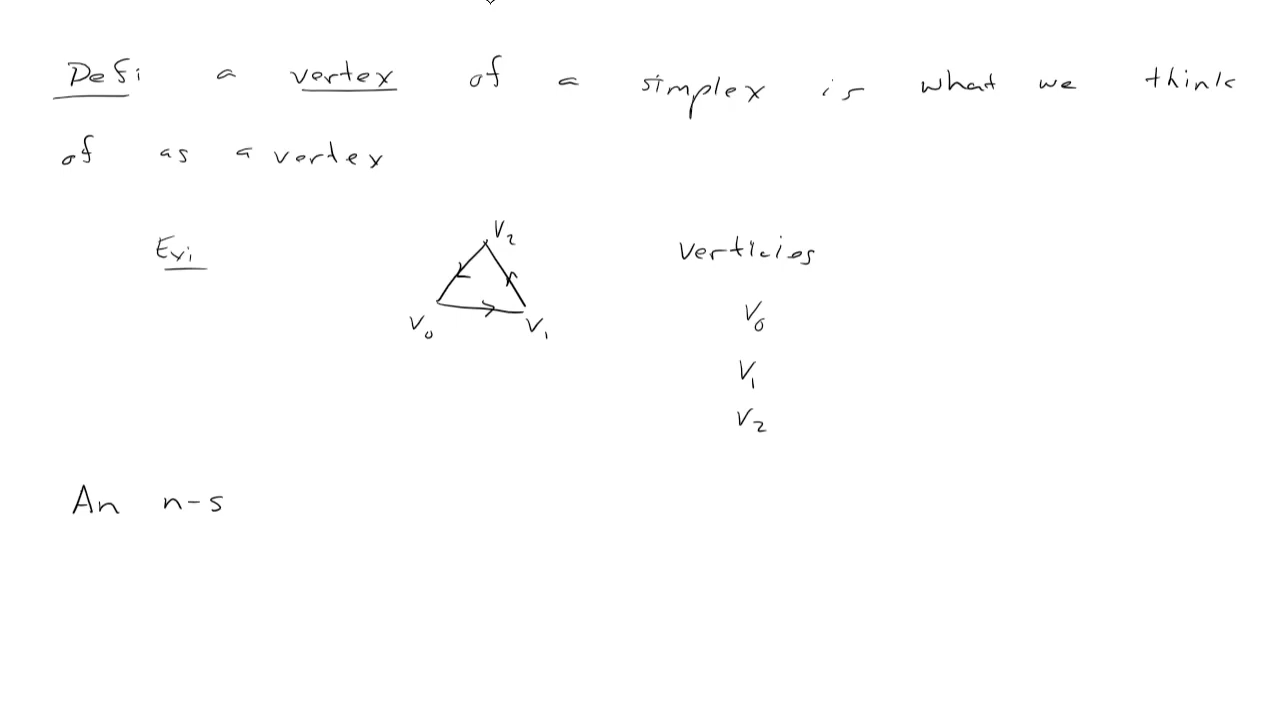 Def: a vertex of a simplex is what we think
of as a vertex
Ex:
V₂
Verticies
V₀ V₁
V₀
V₁
V₂
An n-s